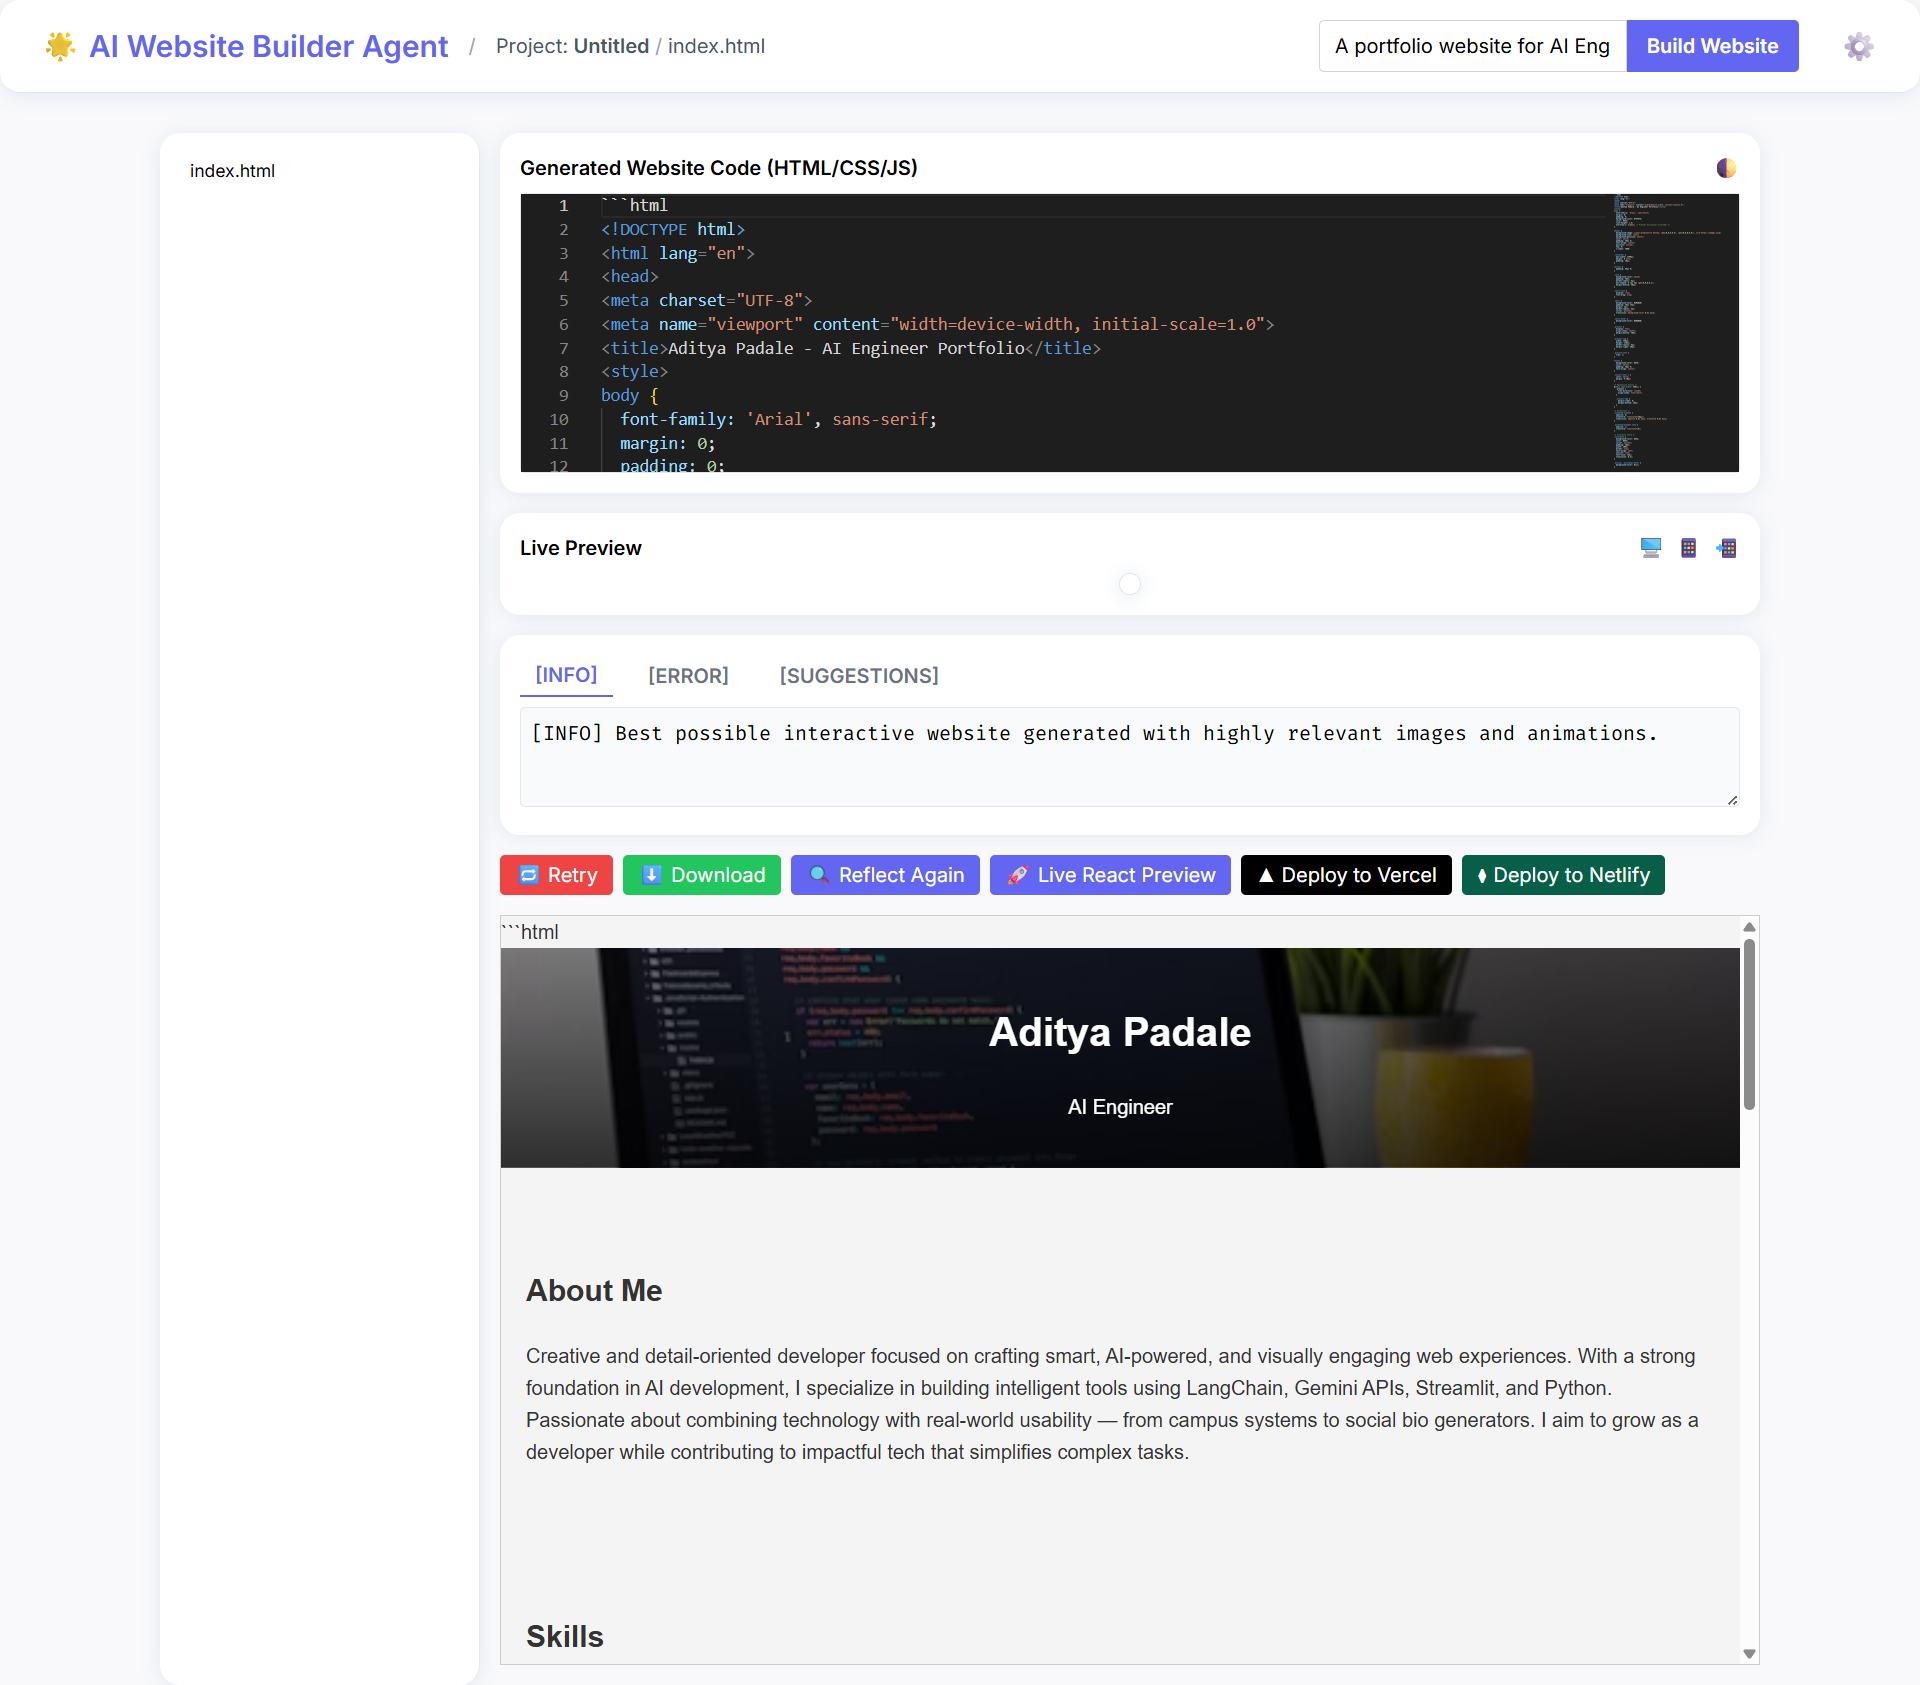 AI Website Builder Agent / Project: Untitled / index.html
A portfolio website for AI Eng
Build Website
index.html
Generated Website Code (HTML/CSS/JS)
1 ```html
2 <!DOCTYPE html>
3 <html lang="en">
4 <head>
5 <meta charset="UTF-8">
6 <meta name="viewport" content="width=device-width, initial-scale=1.0">
7 <title>Aditya Padale - AI Engineer Portfolio</title>
8 <style>
9 body {
10 font-family: 'Arial', sans-serif;
11 margin: 0;
12 padding: 0;
Live Preview
[INFO] [ERROR] [SUGGESTIONS]
[INFO] Best possible interactive website generated with highly relevant images and animations.
Retry
Download
Reflect Again
Live React Preview
▲ Deploy to Vercel
⬧ Deploy to Netlify
```html
Aditya Padale
AI Engineer
About Me
Creative and detail-oriented developer focused on crafting smart, AI-powered, and visually engaging web experiences. With a strong
foundation in AI development, I specialize in building intelligent tools using LangChain, Gemini APIs, Streamlit, and Python.
Passionate about combining technology with real-world usability — from campus systems to social bio generators. I aim to grow as a
developer while contributing to impactful tech that simplifies complex tasks.
Skills